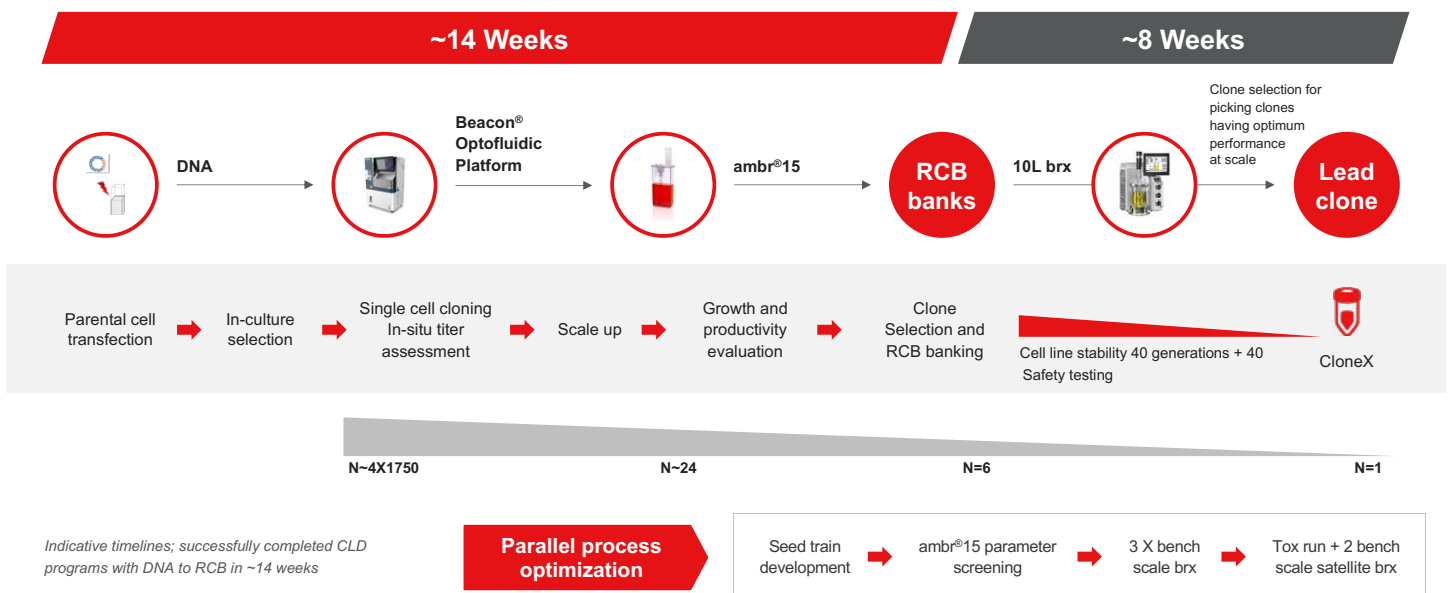 ~14 Weeks
~8 Weeks
DNA
Beacon®
Optofluidic
Platform
ambr®15
RCB
banks
10L brx
Clone selection for
picking clones
having optimum
performance
at scale
Lead
clone
Parental cell
transfection
In-culture
selection
Single cell cloning
In-situ titer
assessment
Scale up
Growth and
productivity
evaluation
Clone
Selection and
RCB banking
Cell line stability 40 generations + 40
Safety testing
CloneX
N~4X1750
N~24
N=6
N=1
Indicative timelines; successfully completed CLD
programs with DNA to RCB in ~14 weeks
Parallel process
optimization
Seed train
development
ambr®15 parameter
screening
3 X bench
scale brx
Tox run + 2 bench
scale satellite brx